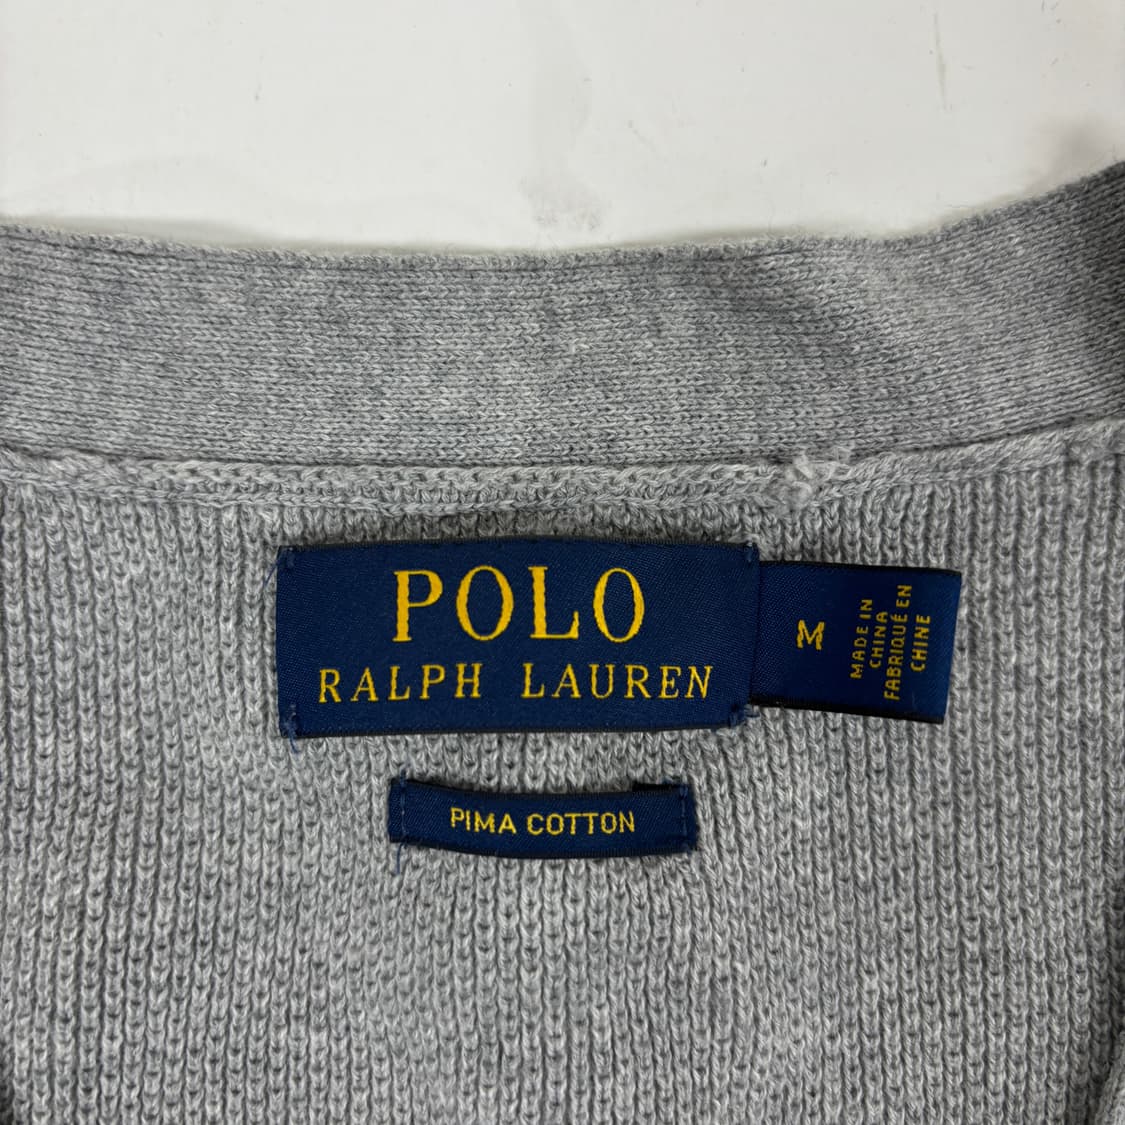 POLO
RALPH LAUREN
M
MADE IN
CHINA
FABRIQUÉ EN
CHINE
PIMA COTTON